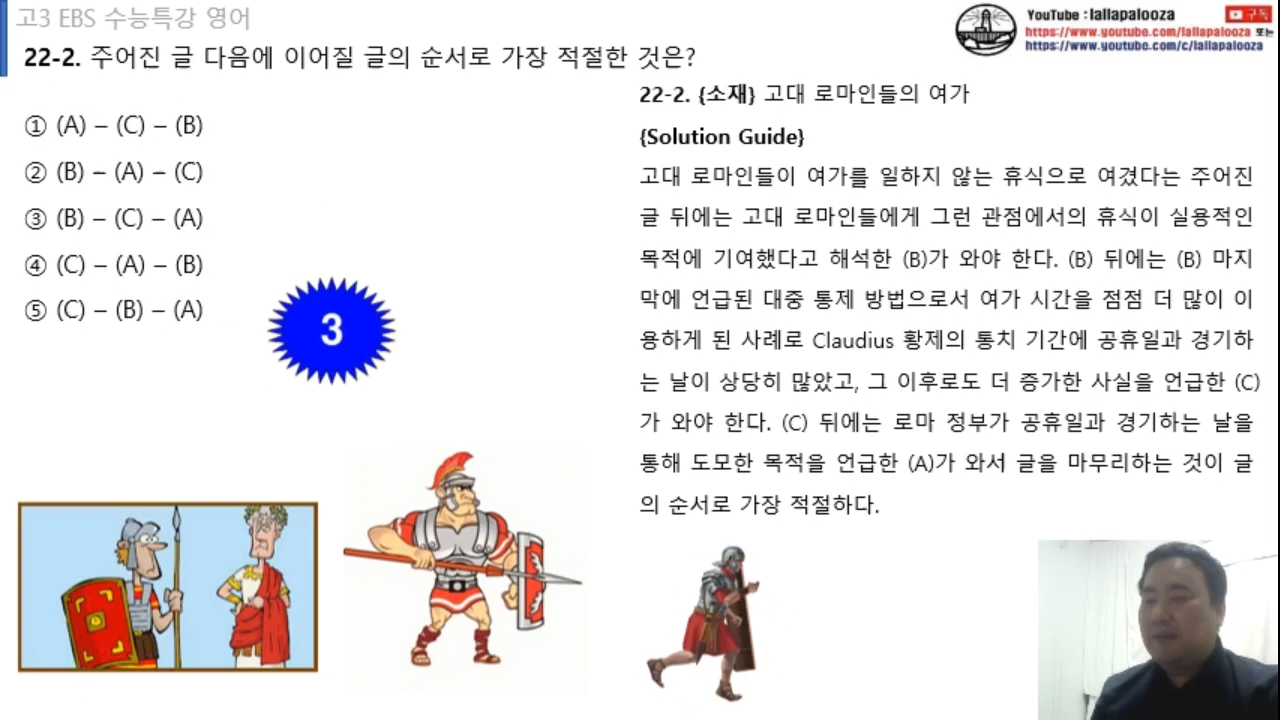 고3 EBS 수능특강 영어
22-2. 주어진 글 다음에 이어질 글의 순서로 가장 적절한 것은?
① (A) – (C) – (B)
② (B) – (A) – (C)
③ (B) – (C) – (A)
④ (C) – (A) – (B)
⑤ (C) – (B) – (A)
3
YouTube : lallapalooza
구독
https://www.youtube.com/lallapalooza 또는
https://www.youtube.com/c/lallapalooza
22-2. {소재} 고대 로마인들의 여가
{Solution Guide}
고대 로마인들이 여가를 일하지 않는 휴식으로 여겼다는 주어진
글 뒤에는 고대 로마인들에게 그런 관점에서의 휴식이 실용적인
목적에 기여했다고 해석한 (B)가 와야 한다. (B) 뒤에는 (B) 마지
막에 언급된 대중 통제 방법으로서 여가 시간을 점점 더 많이 이
용하게 된 사례로 Claudius 황제의 통치 기간에 공휴일과 경기하
는 날이 상당히 많았고, 그 이후로도 더 증가한 사실을 언급한 (C)
가 와야 한다. (C) 뒤에는 로마 정부가 공휴일과 경기하는 날을
통해 도모한 목적을 언급한 (A)가 와서 글을 마무리하는 것이 글
의 순서로 가장 적절하다.